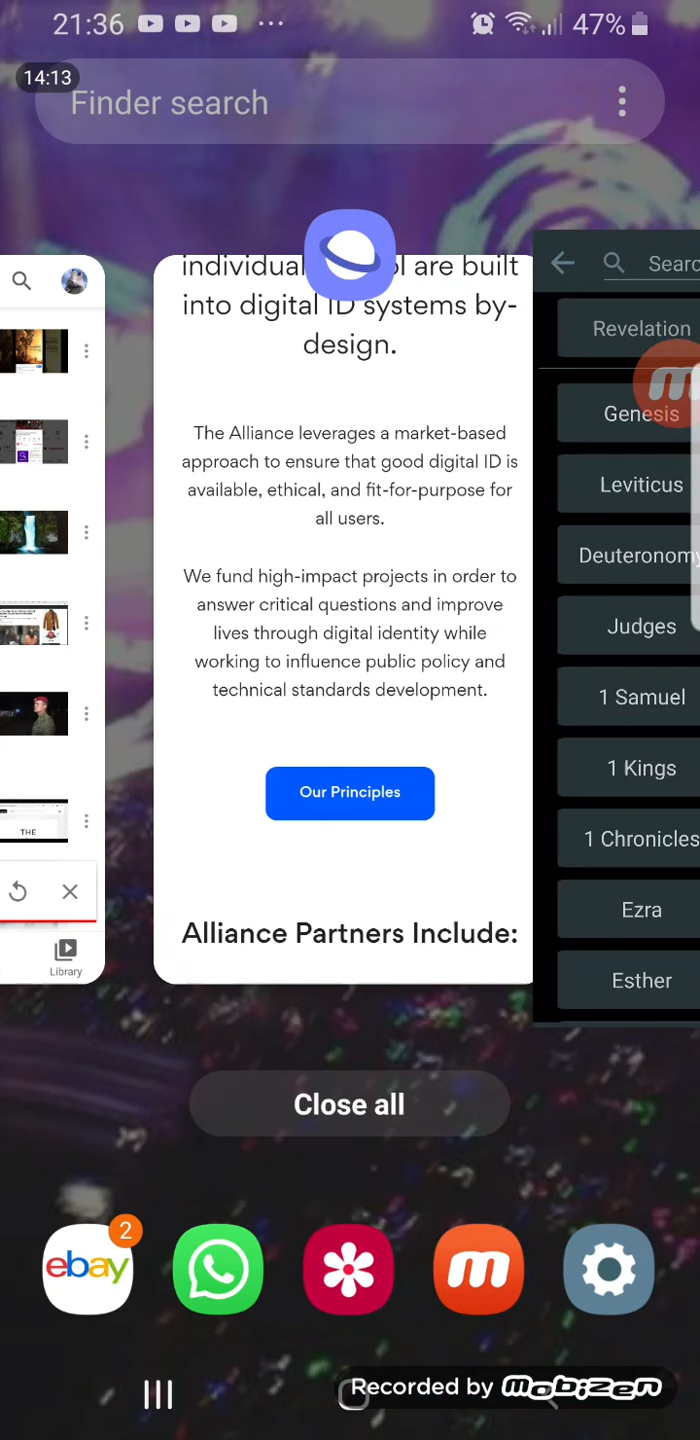 21:36
47%
14:13
Finder search
individual
are built
into digital ID systems by-
design.
The Alliance leverages a market-based
approach to ensure that good digital ID is
available, ethical, and fit-for-purpose for
all users.
We fund high-impact projects in order to
answer critical questions and improve
lives through digital identity while
working to influence public policy and
technical standards development.
Our Principles
Alliance Partners Include:
THE
Library
Searc
Revelation
Genesis
Leviticus
Deuteronomy
Judges
1 Samuel
1 Kings
1 Chronicles
Ezra
Esther
Close all
ebay
2
m
Recorded by mobizen